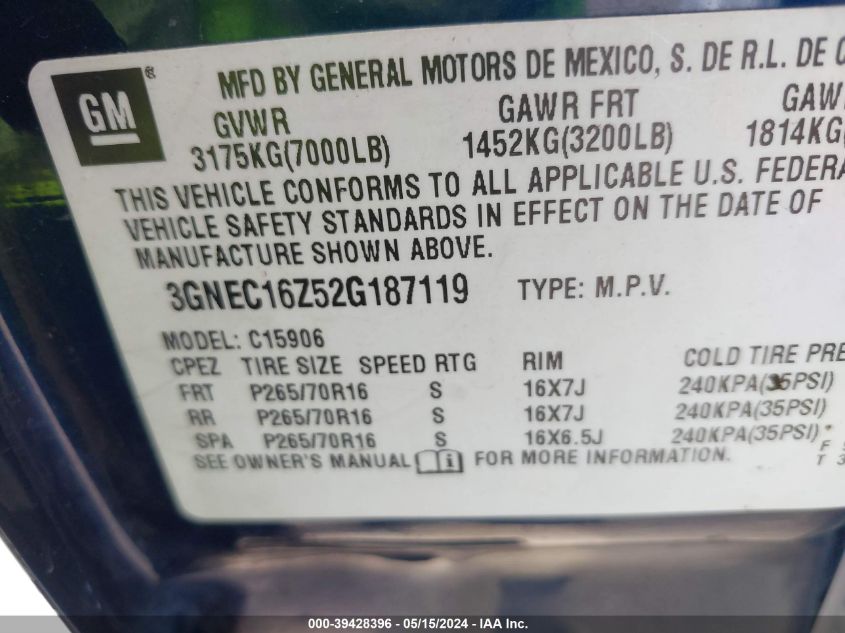 GM®
MFD BY GENERAL MOTORS DE MEXICO, S. DE R.L. DE
GVWR GAWR FRT
3175KG(7000LB) 1452KG(3200LB) 1814KG(
THIS VEHICLE CONFORMS TO ALL APPLICABLE U.S.
VEHICLE SAFETY STANDARDS IN EFFECT ON THE DATE OF
MANUFACTURE SHOWN ABOVE.
3GNEC16Z52G187119 TYPE: M.P.V.
MODEL: C15906
CPEZ TIRE SIZE SPEED RTG RIM COLD TIRE
FRT P265/70R16 S 16X7J 240KPA(35PSI)
RR P265/70R16 S 16X7J 240KPA(35PSI)
SPA P265/70R16 S 16X6.5J 240KPA(35PSI)
SEE OWNER'S MANUAL i FOR MORE INFORMATION.
000-39428396 - 05/15/2024 - IAA Inc.